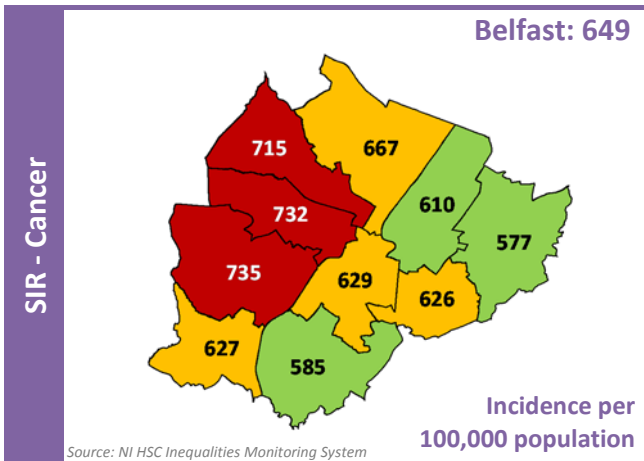 Belfast: 649
SIR - Cancer
715
667
732
610
577
735
629
626
627
585
Incidence per
100,000 population
Source: NI HSC Inequalities Monitoring System